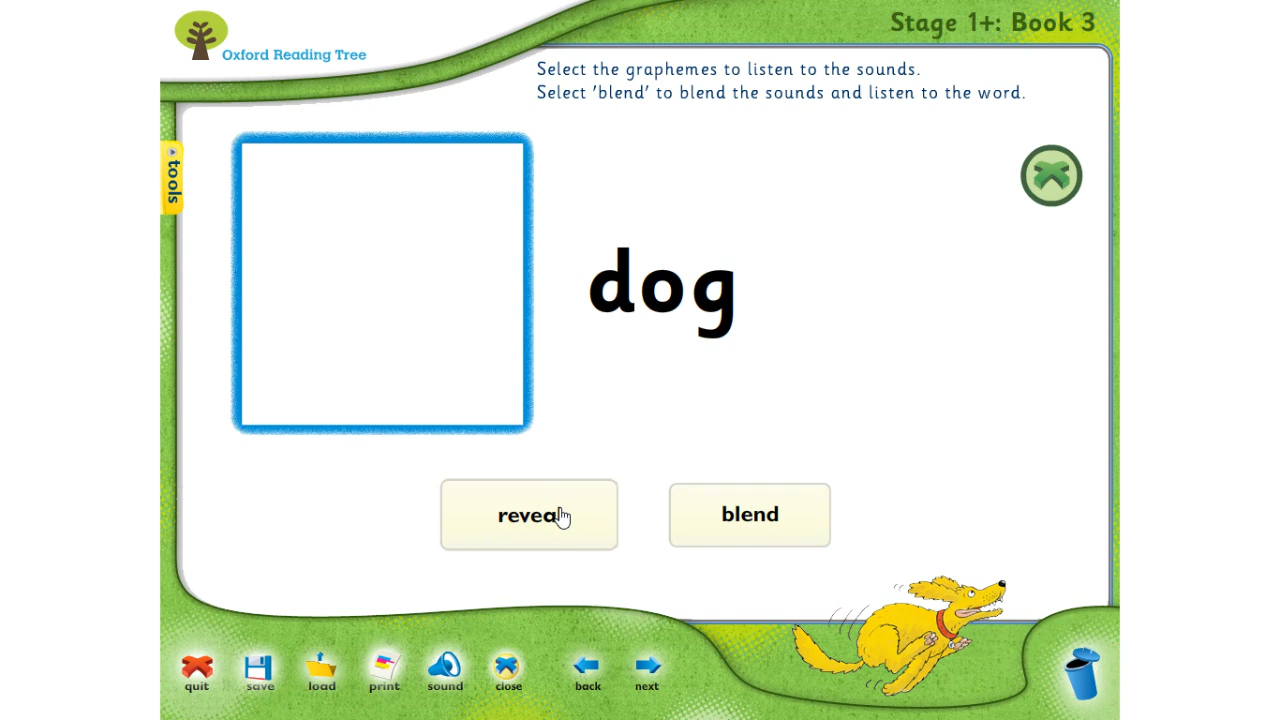 Stage 1+: Book 3
Oxford Reading Tree
Select the graphemes to listen to the sounds.
Select 'blend' to blend the sounds and listen to the word.
tools
dog
reveal
blend
quit
save
load
print
sound
close
back
next